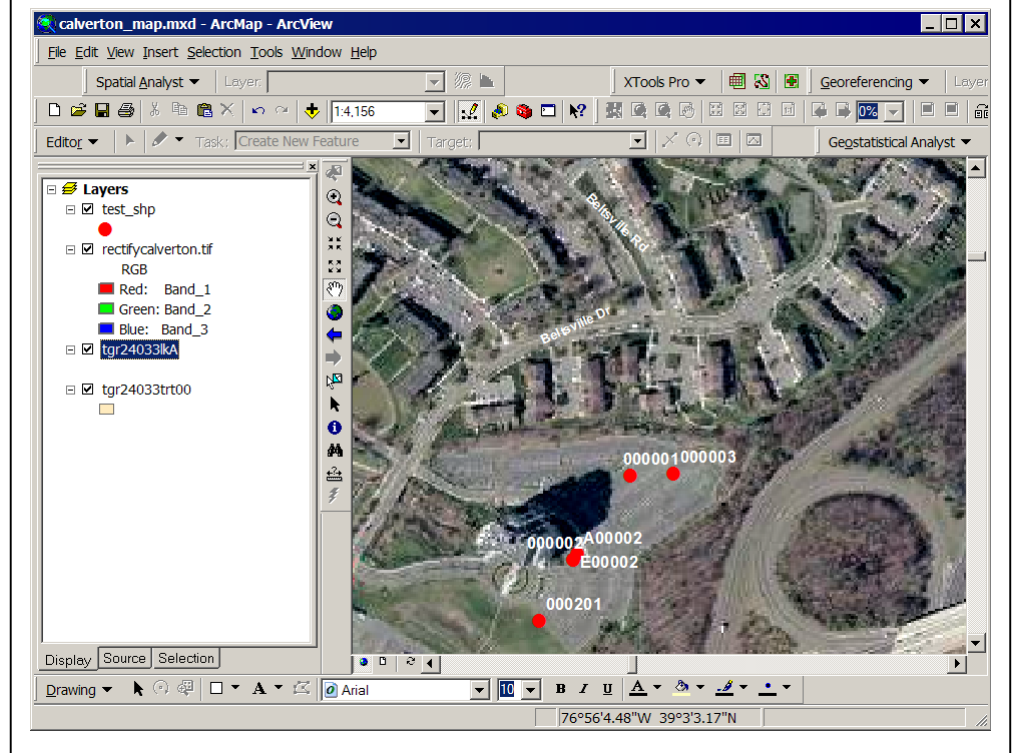 calverton_map.mxd - ArcMap - ArcView
File Edit View Insert Selection Tools Window Help
Spatial Analyst Layer: XTools Pro Georeferencing Layer
1:4,156 0%
Editor Task: Create New Feature Target: Geostatistical Analyst
Layers
test_shp
rectifycalverton.tif
RGB
Red: Band_1
Green: Band_2
Blue: Band_3
tgr24033lkA
tgr24033trt00
Beltsville Rd
Beltsville Dr
000001 000003
000002 A00002
E00002
000201
Display Source Selection
Drawing A Arial 10 B I U A
76°56'4.48"W 39°3'3.17"N